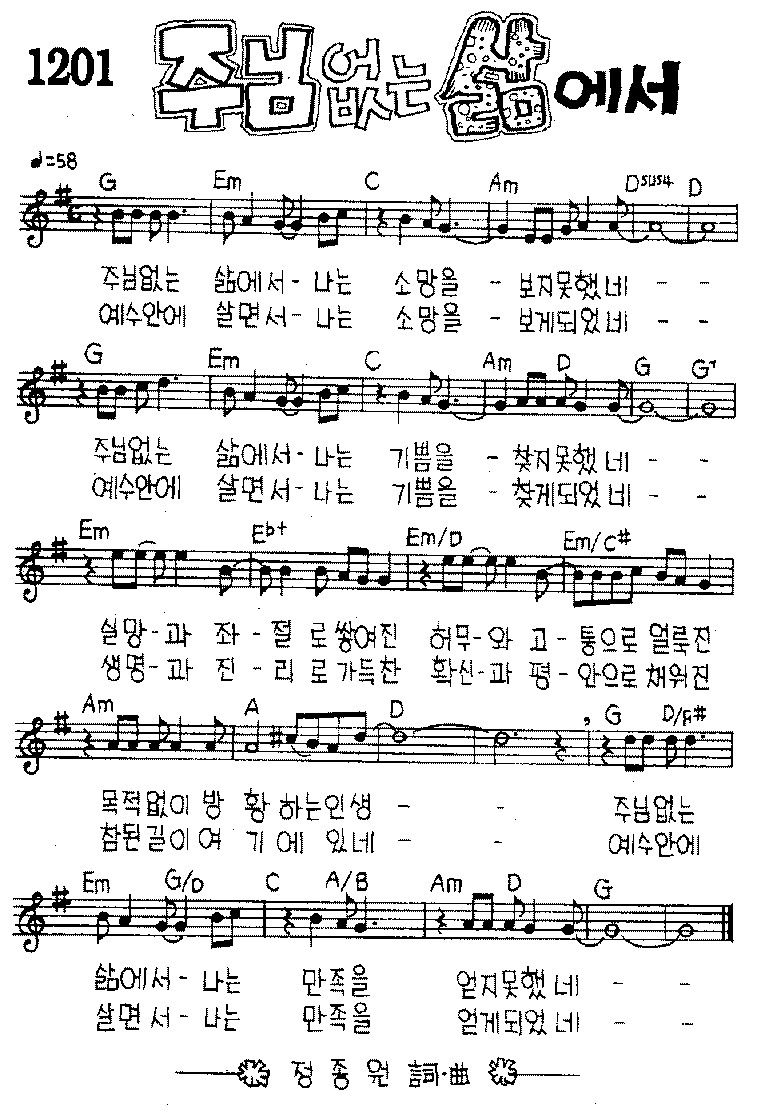 1201 주님없는 삶에서
♩=58
G Em C Am Dsus4 D
주님없는 삶에서- 나는 소망을 - 보지못했네 - -
예수안에 살면서- 나는 소망을 - 보게되었네 - -
G Em C Am D G G7
주님없는 삶에서- 나는 기쁨을 - 찾지못했네 - -
예수안에 살면서- 나는 기쁨을 - 찾게되었네 - -
Em E♭+ Em/D Em/C#
실망-과 좌-절로쌓여진 허무-와 고-통으로 얼룩진
생명-과 진-리로가득찬 확신-과 평-안으로 채워진
Am A D G D/F#
목적없이 방황하는인생 - - 주님없는
참된길이 여기에 있네 - - 예수안에
Em G/D C A/B Am D G
삶에서- 나는 만족을 얻지못했네 - -
살면서- 나는 만족을 얻게되었네 - -
정종원 詞·曲